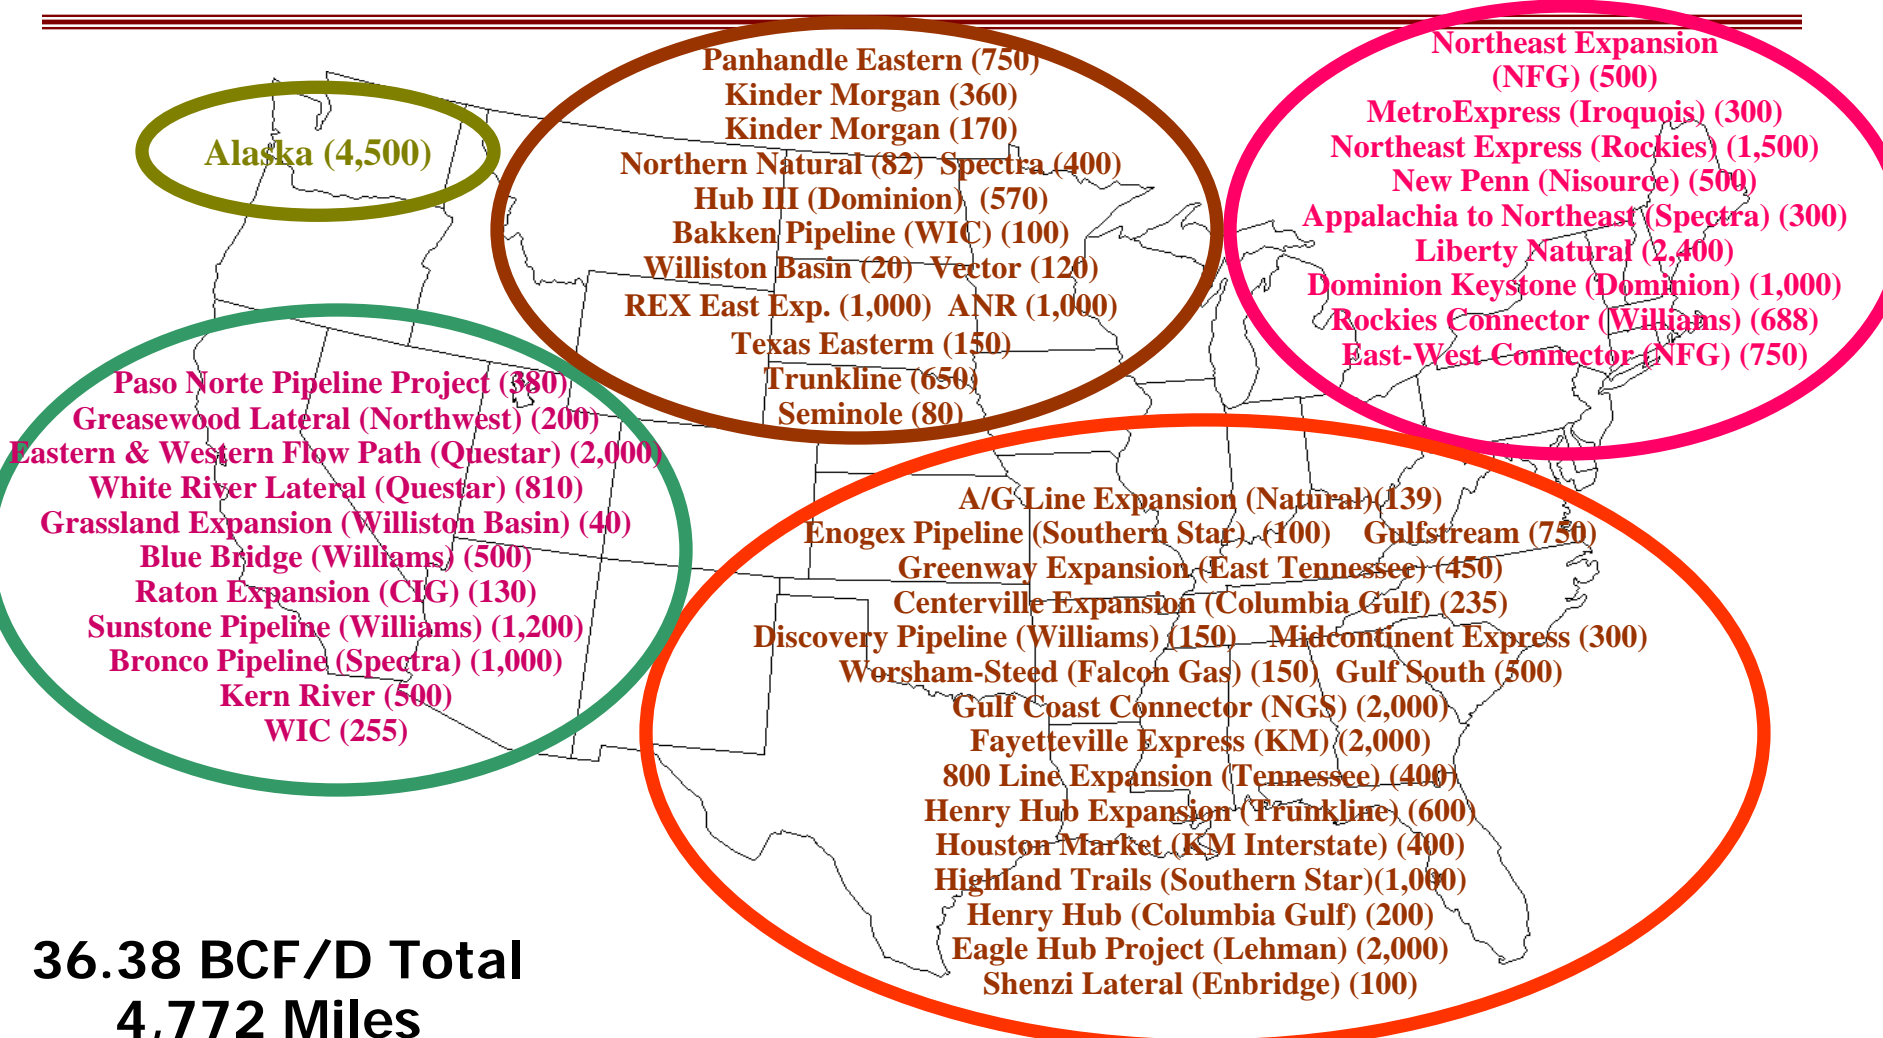 Alaska (4,500)
Panhandle Eastern (750)
Kinder Morgan (360)
Kinder Morgan (170)
Northern Natural (82)  Spectra (400)
Hub III (Dominion)  (570)
Bakken Pipeline (WIC) (100)
Williston Basin (20)  Vector (120)
REX East Exp. (1,000)  ANR (1,000)
Texas Easterm (150)
Trunkline (650)
Seminole (80)
Northeast Expansion
(NFG) (500)
MetroExpress (Iroquois) (300)
Northeast Express (Rockies) (1,500)
New Penn (Nisource) (500)
Appalachia to Northeast (Spectra) (300)
Liberty Natural (2,400)
Dominion Keystone (Dominion) (1,000)
Rockies Connector (Williams) (688)
East-West Connector (NFG) (750)
Paso Norte Pipeline Project (380)
Greasewood Lateral (Northwest) (200)
Eastern & Western Flow Path (Questar) (2,000)
White River Lateral (Questar) (810)
Grassland Expansion (Williston Basin) (40)
Blue Bridge (Williams) (500)
Raton Expansion (CIG) (130)
Sunstone Pipeline (Williams) (1,200)
Bronco Pipeline (Spectra) (1,000)
Kern River (500)
WIC (255)
A/G Line Expansion (Natural)(139)
Enogex Pipeline (Southern Star)  (100)  Gulfstream (750)
Greenway Expansion (East Tennessee) (450)
Centerville Expansion (Columbia Gulf) (235)
Discovery Pipeline (Williams) (150)  Midcontinent Express (300)
Worsham-Steed (Falcon Gas) (150)  Gulf South (500)
Gulf Coast Connector (NGS) (2,000)
Fayetteville Express (KM) (2,000)
800 Line Expansion (Tennessee) (400)
Henry Hub Expansion (Trunkline) (600)
Houston Market (KM Interstate) (400)
Highland Trails (Southern Star)(1,000)
Henry Hub (Columbia Gulf) (200)
Eagle Hub Project (Lehman) (2,000)
Shenzi Lateral (Enbridge) (100)
36.38 BCF/D Total
4,772 Miles